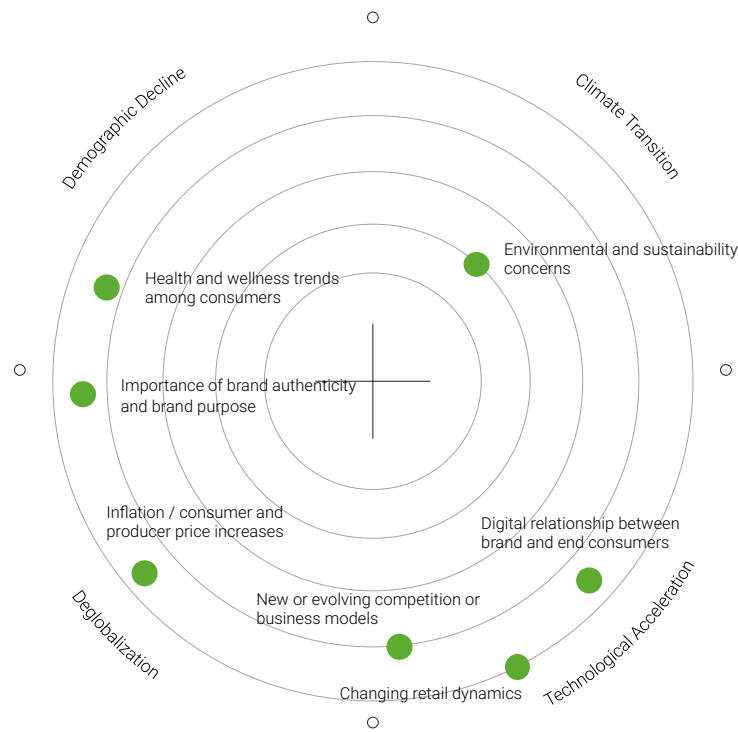 Demographic Decline
Climate Transition
Environmental and sustainability
concerns
Health and wellness trends
among consumers
Importance of brand authenticity
and brand purpose
Inflation / consumer and
producer price increases
Digital relationship between
brand and end consumers
New or evolving competition or
business models
Deglobalization
Technological Acceleration
Changing retail dynamics